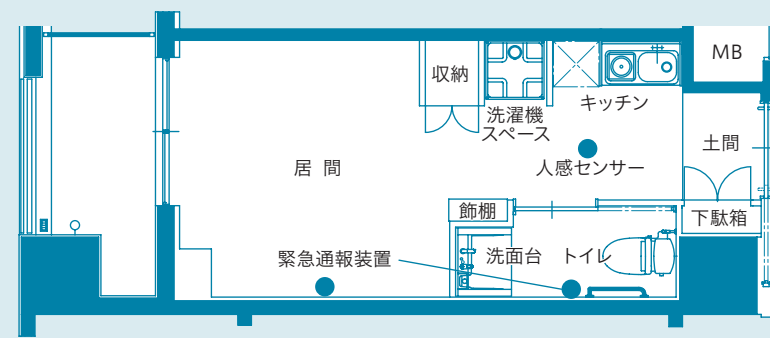 MB
収納
キッチン
洗濯機
スペース
土間
居間
人感センサー
飾棚
下駄箱
洗面台
トイレ
緊急通報装置